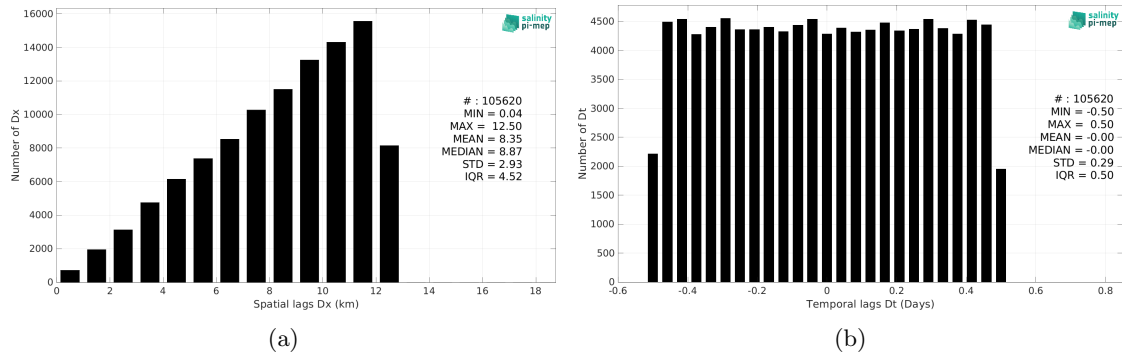 16000
14000
12000
10000
8000
6000
4000
2000
0
Number of Dx
salinity
pi-mep
# : 105620
MIN = 0.04
MAX = 12.50
MEAN = 8.35
MEDIAN = 8.87
STD = 2.93
IQR = 4.52
0 2 4 6 8 10 12 14 16 18
Spatial lags Dx (km)
(a)
4500
4000
3500
3000
2500
2000
1500
1000
500
0
Number of Dt
salinity
pi-mep
# : 105620
MIN = -0.50
MAX = 0.50
MEAN = -0.00
MEDIAN = -0.00
STD = 0.29
IQR = 0.50
-0.6 -0.4 -0.2 0 0.2 0.4 0.6 0.8
Temporal lags Dt (Days)
(b)